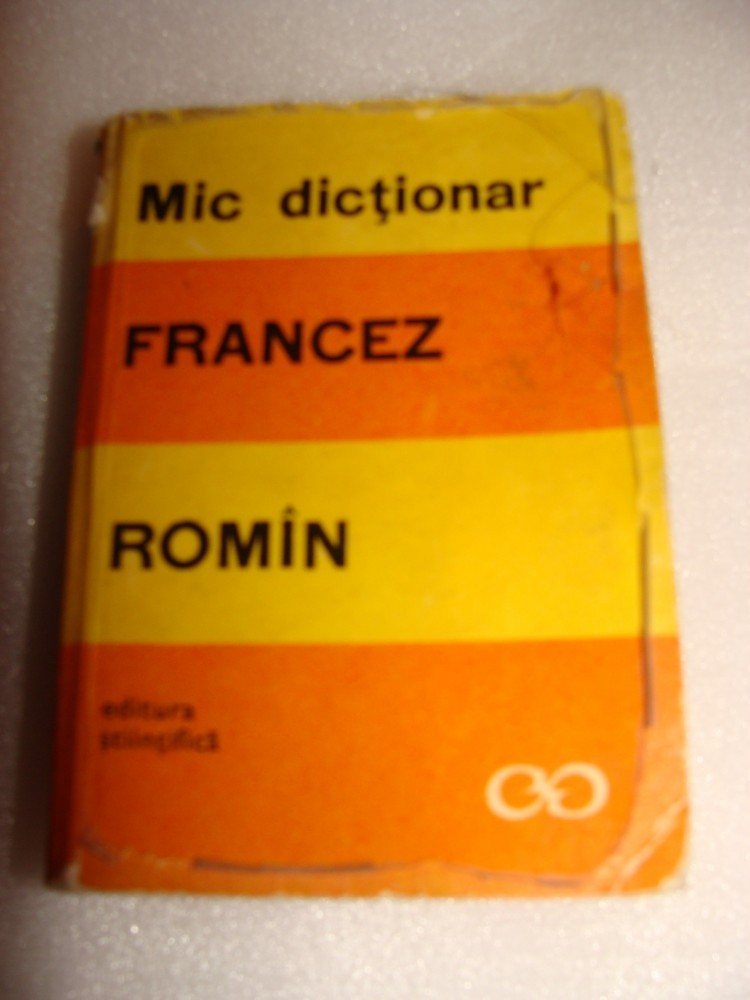 Mic dicţionar
FRANCEZ
ROMÎN
editura
ştiinţifică